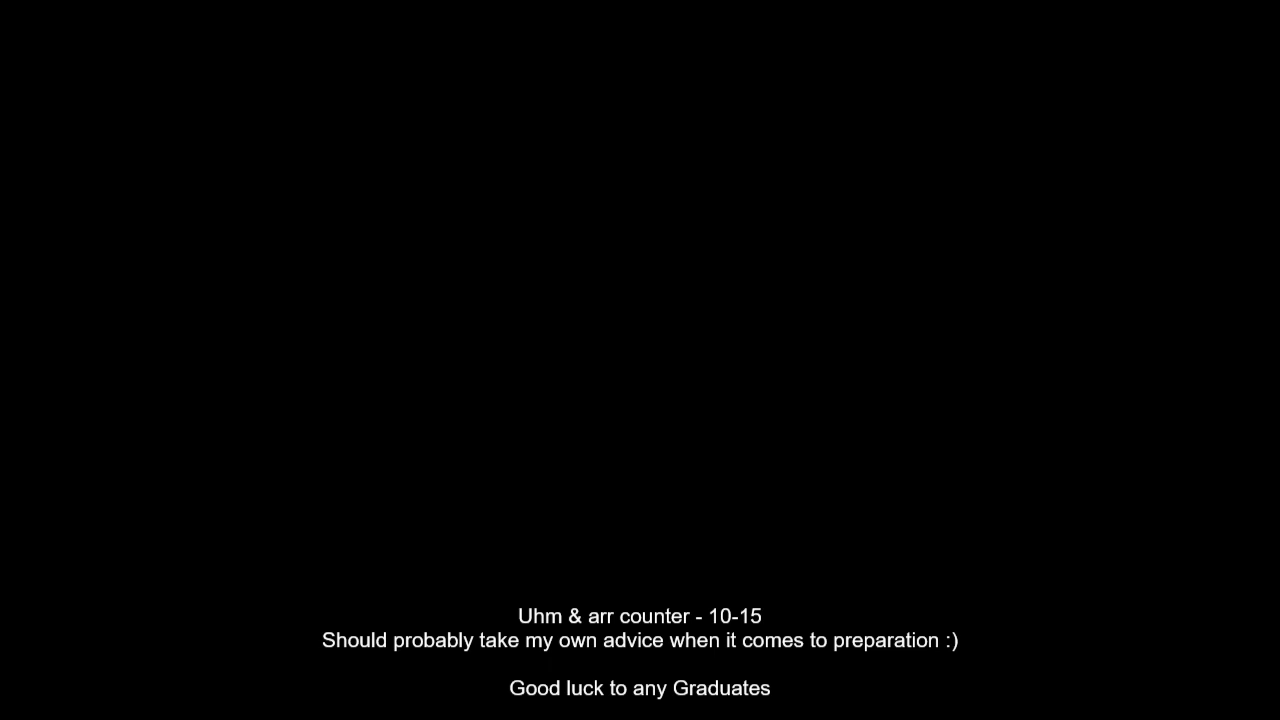 Uhm & arr counter - 10-15
Should probably take my own advice when it comes to preparation :)
Good luck to any Graduates